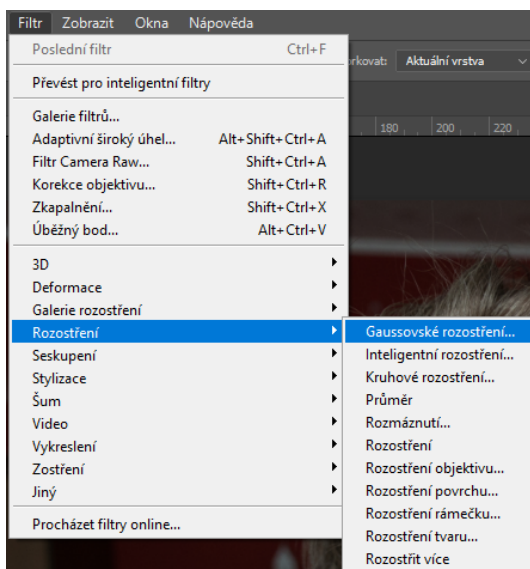 Filtr Zobrazit Okna Nápověda
Poslední filtr Ctrl+F
Aktuální vrstva
Převést pro inteligentní filtry
Galerie filtrů...
Adaptivní široký úhel... Alt+Shift+Ctrl+A
180 200 220
Filtr Camera Raw... Shift+Ctrl+A
Korekce objektivu... Shift+Ctrl+R
Zkapalnění... Shift+Ctrl+X
Úběžný bod... Alt+Ctrl+V
3D
Deformace
Galerie rozostření
Rozostření
Seskupení
Stylizace
Šum
Video
Vykreslení
Zostření
Jiný
Procházet filtry online...
Gaussovské rozostření...
Inteligentní rozostření...
Kruhové rozostření...
Průměr
Rozmáznutí...
Rozostření
Rozostření objektivu...
Rozostření povrchu...
Rozostření rámečku...
Rozostření tvaru...
Rozostřit více